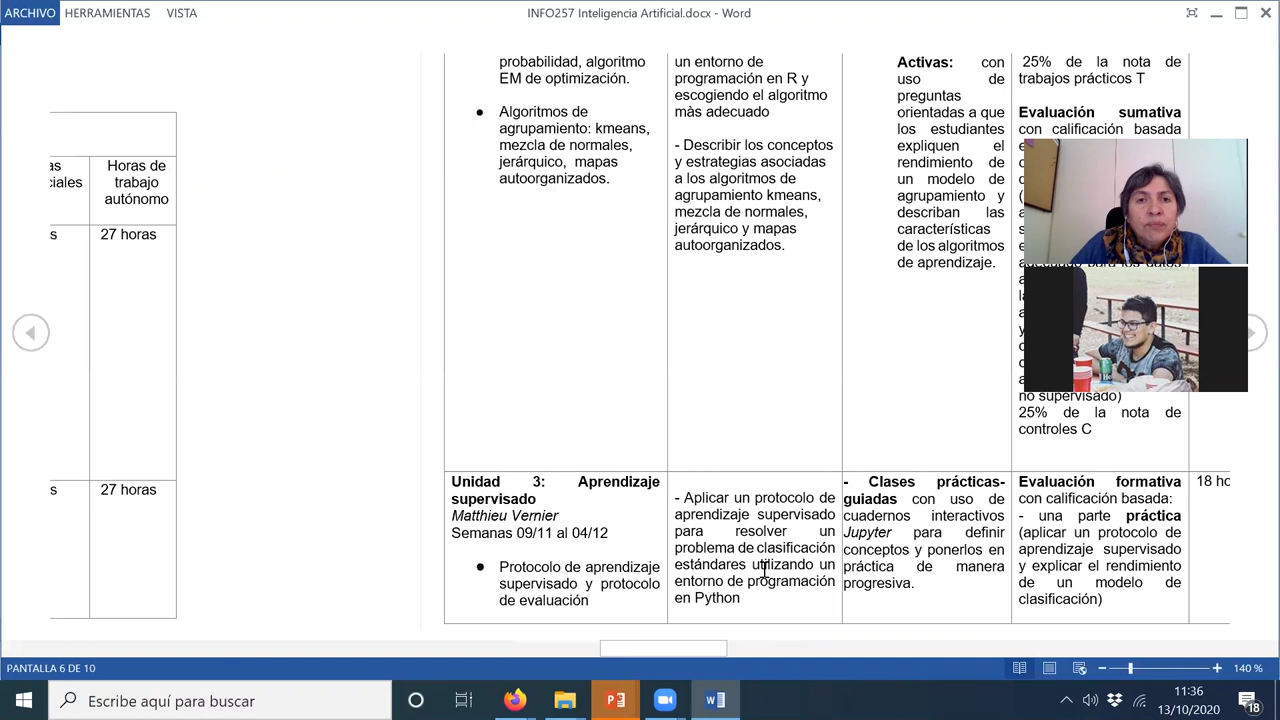 ARCHIVO HERRAMIENTAS VISTA
INFO257 Inteligencia Artificial.docx - Word
as
ciales
Horas de
trabajo
autónomo
s
27 horas
s
27 horas
probabilidad, algoritmo
EM de optimización.
● Algoritmos de
agrupamiento: kmeans,
mezcla de normales,
jerárquico, mapas
autoorganizados.
un entorno de
programación en R y
escogiendo el algoritmo
màs adecuado
- Describir los conceptos
y estrategias asociadas
a los algoritmos de
agrupamiento kmeans,
mezcla de normales,
jerárquico y mapas
autoorganizados.
Activas: con
uso de
preguntas
orientadas a que
los estudiantes
expliquen el
rendimiento de
un modelo de
agrupamiento y
describan las
características
de los algoritmos
de aprendizaje.
25% de la nota de
trabajos prácticos T
Evaluación sumativa
con calificación basada
no supervisado)
25% de la nota de
controles C
Unidad 3: Aprendizaje
supervisado
Matthieu Vernier
Semanas 09/11 al 04/12
● Protocolo de aprendizaje
supervisado y protocolo
de evaluación
- Aplicar un protocolo de
aprendizaje supervisado
para resolver un
problema de clasificación
estándares utilizando un
entorno de programación
en Python
- Clases prácticas-
guiadas con uso de
cuadernos interactivos
Jupyter para definir
conceptos y ponerlos en
práctica de manera
progresiva.
Evaluación formativa
con calificación basada:
- una parte práctica
(aplicar un protocolo de
aprendizaje supervisado
y explicar el rendimiento
de un modelo de
clasificación)
18 ho
PANTALLA 6 DE 10
140 %
Escribe aquí para buscar
11:36
13/10/2020
18